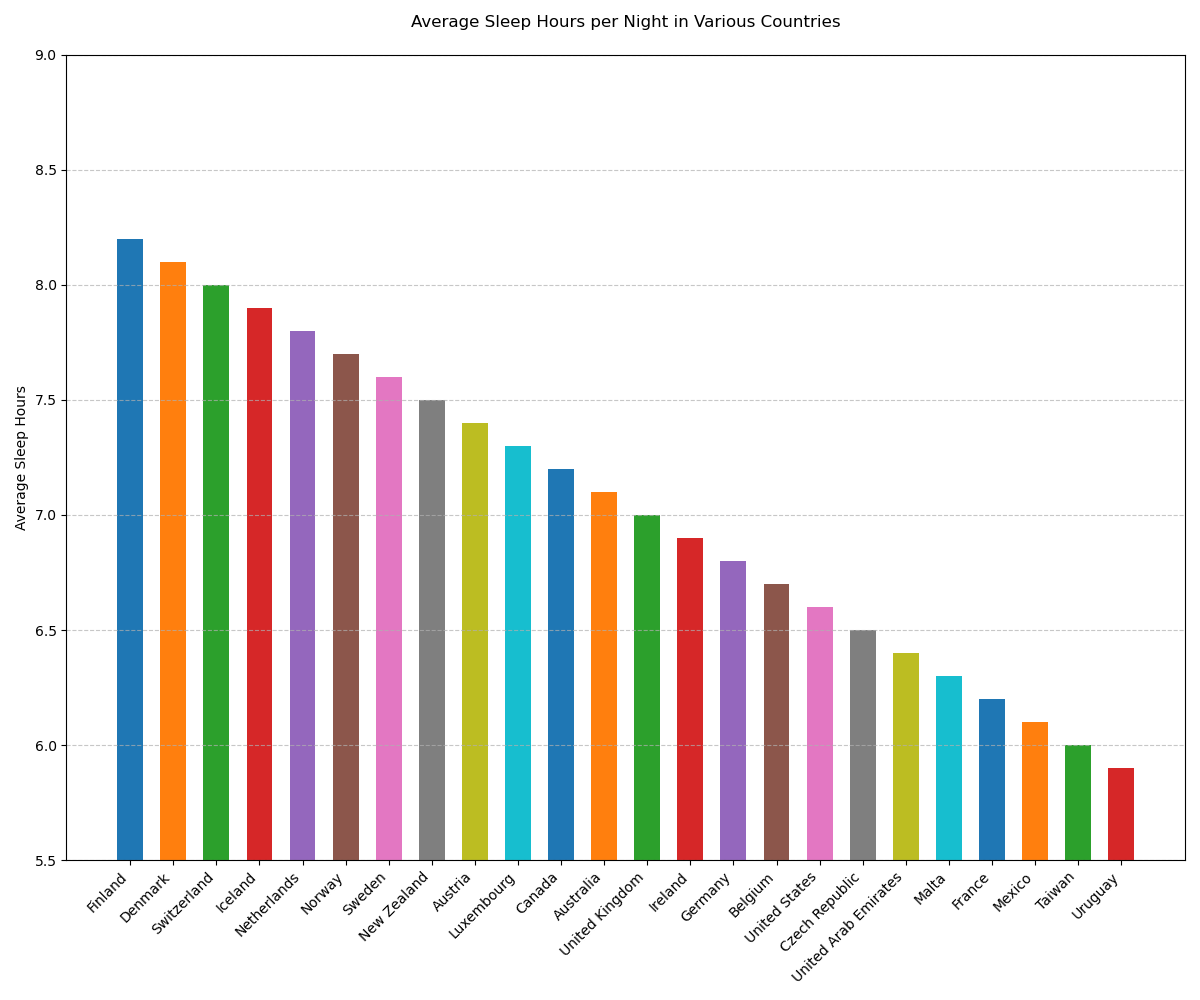 Average Sleep Hours per Night in Various Countries
Average Sleep Hours
9.0
8.5
8.0
7.5
7.0
6.5
6.0
5.5
Finland
Denmark
Switzerland
Iceland
Netherlands
Norway
Sweden
New Zealand
Austria
Luxembourg
Canada
Australia
United Kingdom
Ireland
Germany
Belgium
United States
Czech Republic
United Arab Emirates
Malta
France
Mexico
Taiwan
Uruguay